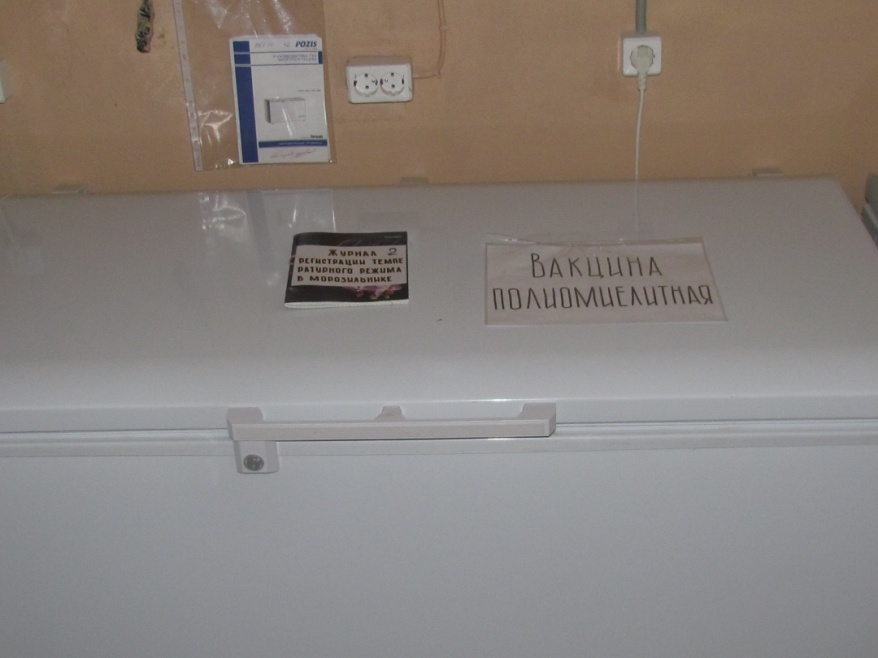 POZIS
ЖУРНАЛ 2
РЕГИСТРАЦИИ ТЕМПЕ
РАТУРНОГО РЕЖИМА
В МОРОЗИЛЬНИКЕ
ВАКЦИНА
ПОЛИОМИЕЛИТНАЯ